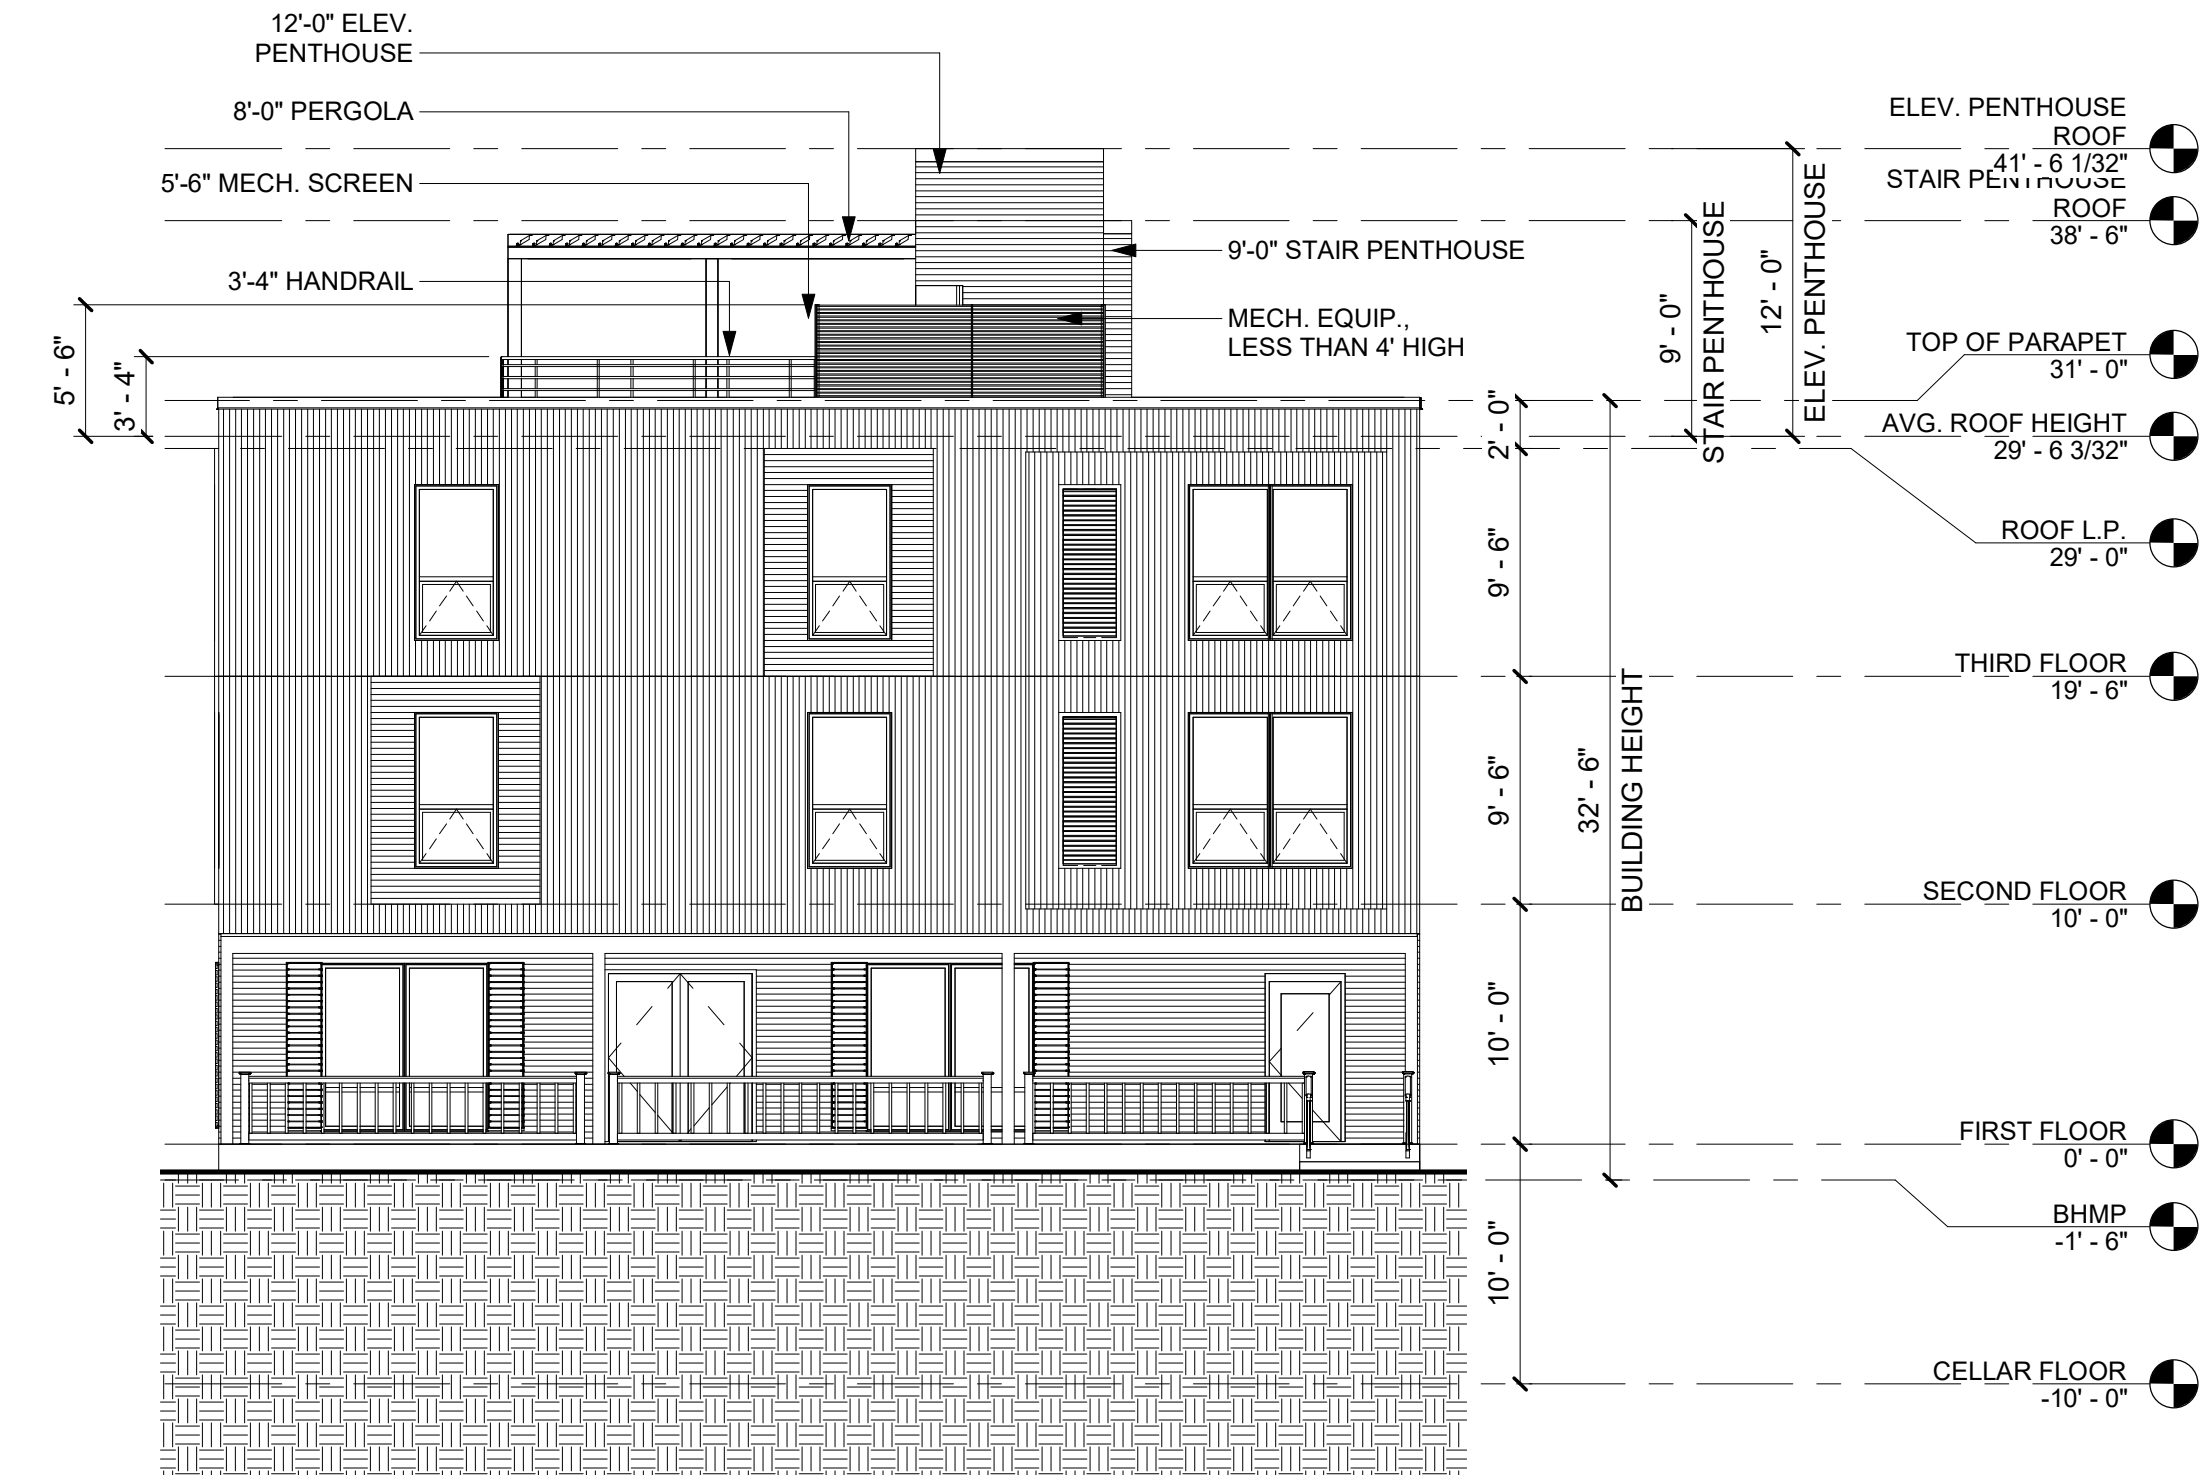 12'-0" ELEV.
PENTHOUSE
8'-0" PERGOLA
5'-6" MECH. SCREEN
3'-4" HANDRAIL
5' - 6"
3' - 4"
9'-0" STAIR PENTHOUSE
MECH. EQUIP.,
LESS THAN 4' HIGH
2' - 0"
9' - 6"
9' - 6"
10' - 0"
10' - 0"
32' - 6"
BUILDING HEIGHT
9' - 0"
STAIR PENTHOUSE
12' - 0"
ELEV. PENTHOUSE
ELEV. PENTHOUSE
ROOF
41' - 6 1/32"
STAIR PENTHOUSE
ROOF
38' - 6"
TOP OF PARAPET
31' - 0"
AVG. ROOF HEIGHT
29' - 6 3/32"
ROOF L.P.
29' - 0"
THIRD FLOOR
19' - 6"
SECOND FLOOR
10' - 0"
FIRST FLOOR
0' - 0"
BHMP
-1' - 6"
CELLAR FLOOR
-10' - 0"